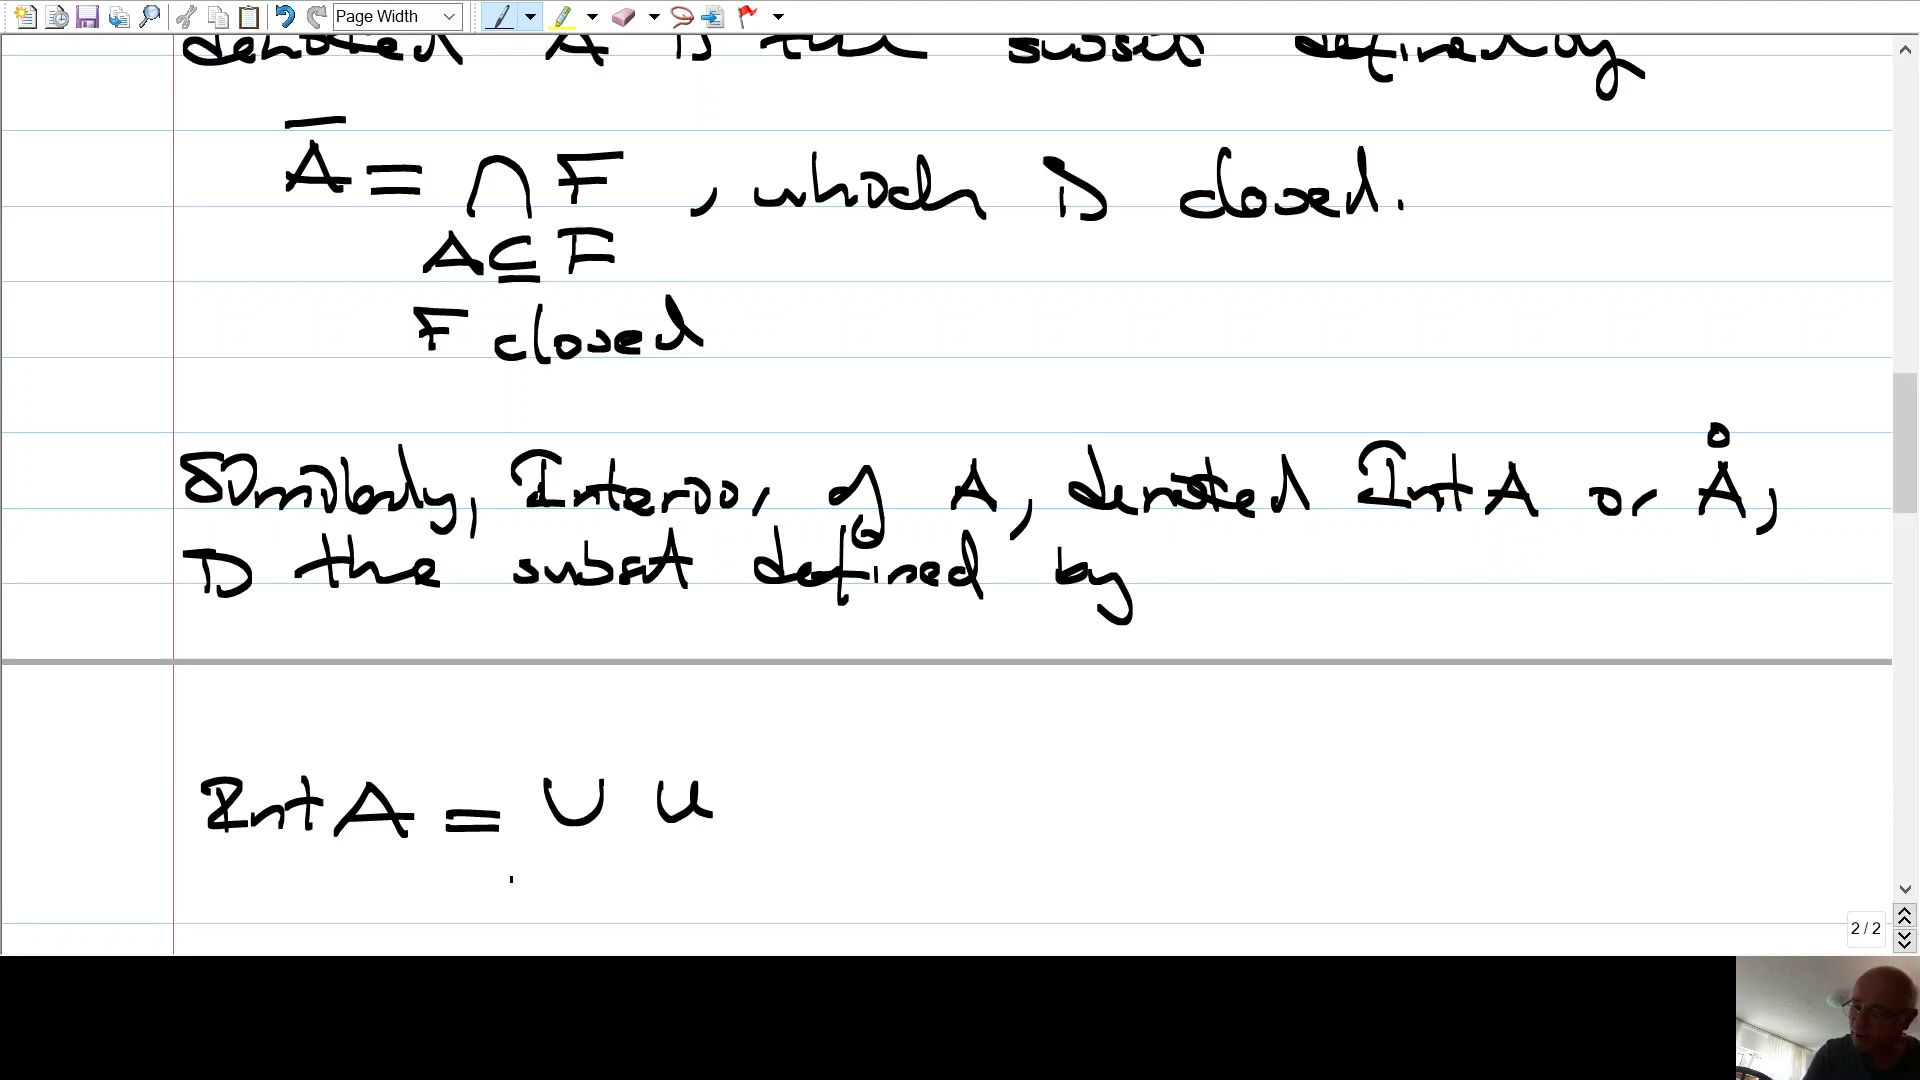 Page Width
denoted A is the subset defined by
A̅ = ∩ F , which is closed.
A ⊆ F
F closed
Similarly, Interior of A, denoted Int A or Å,
is the subset defined by
Int A = ∪ U
2 / 2